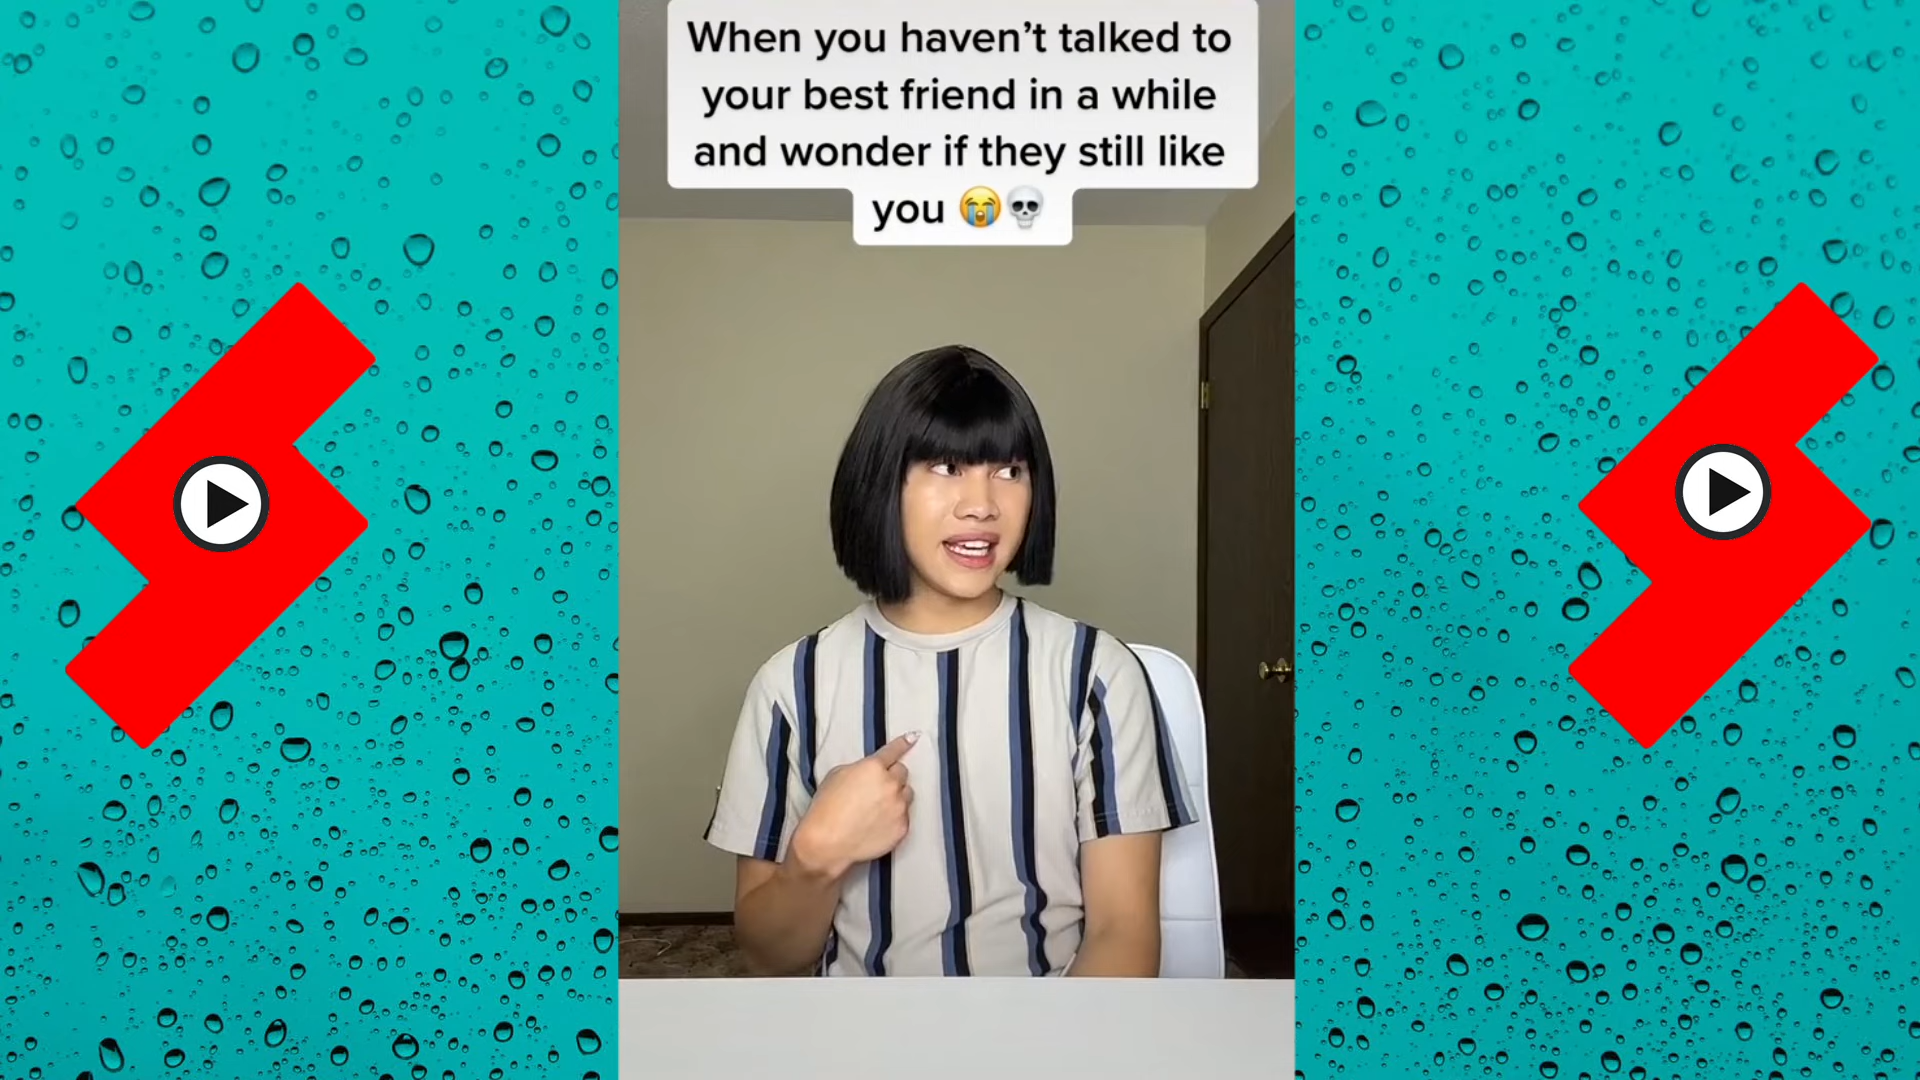 When you haven’t talked to
your best friend in a while
and wonder if they still like
you 😭💀